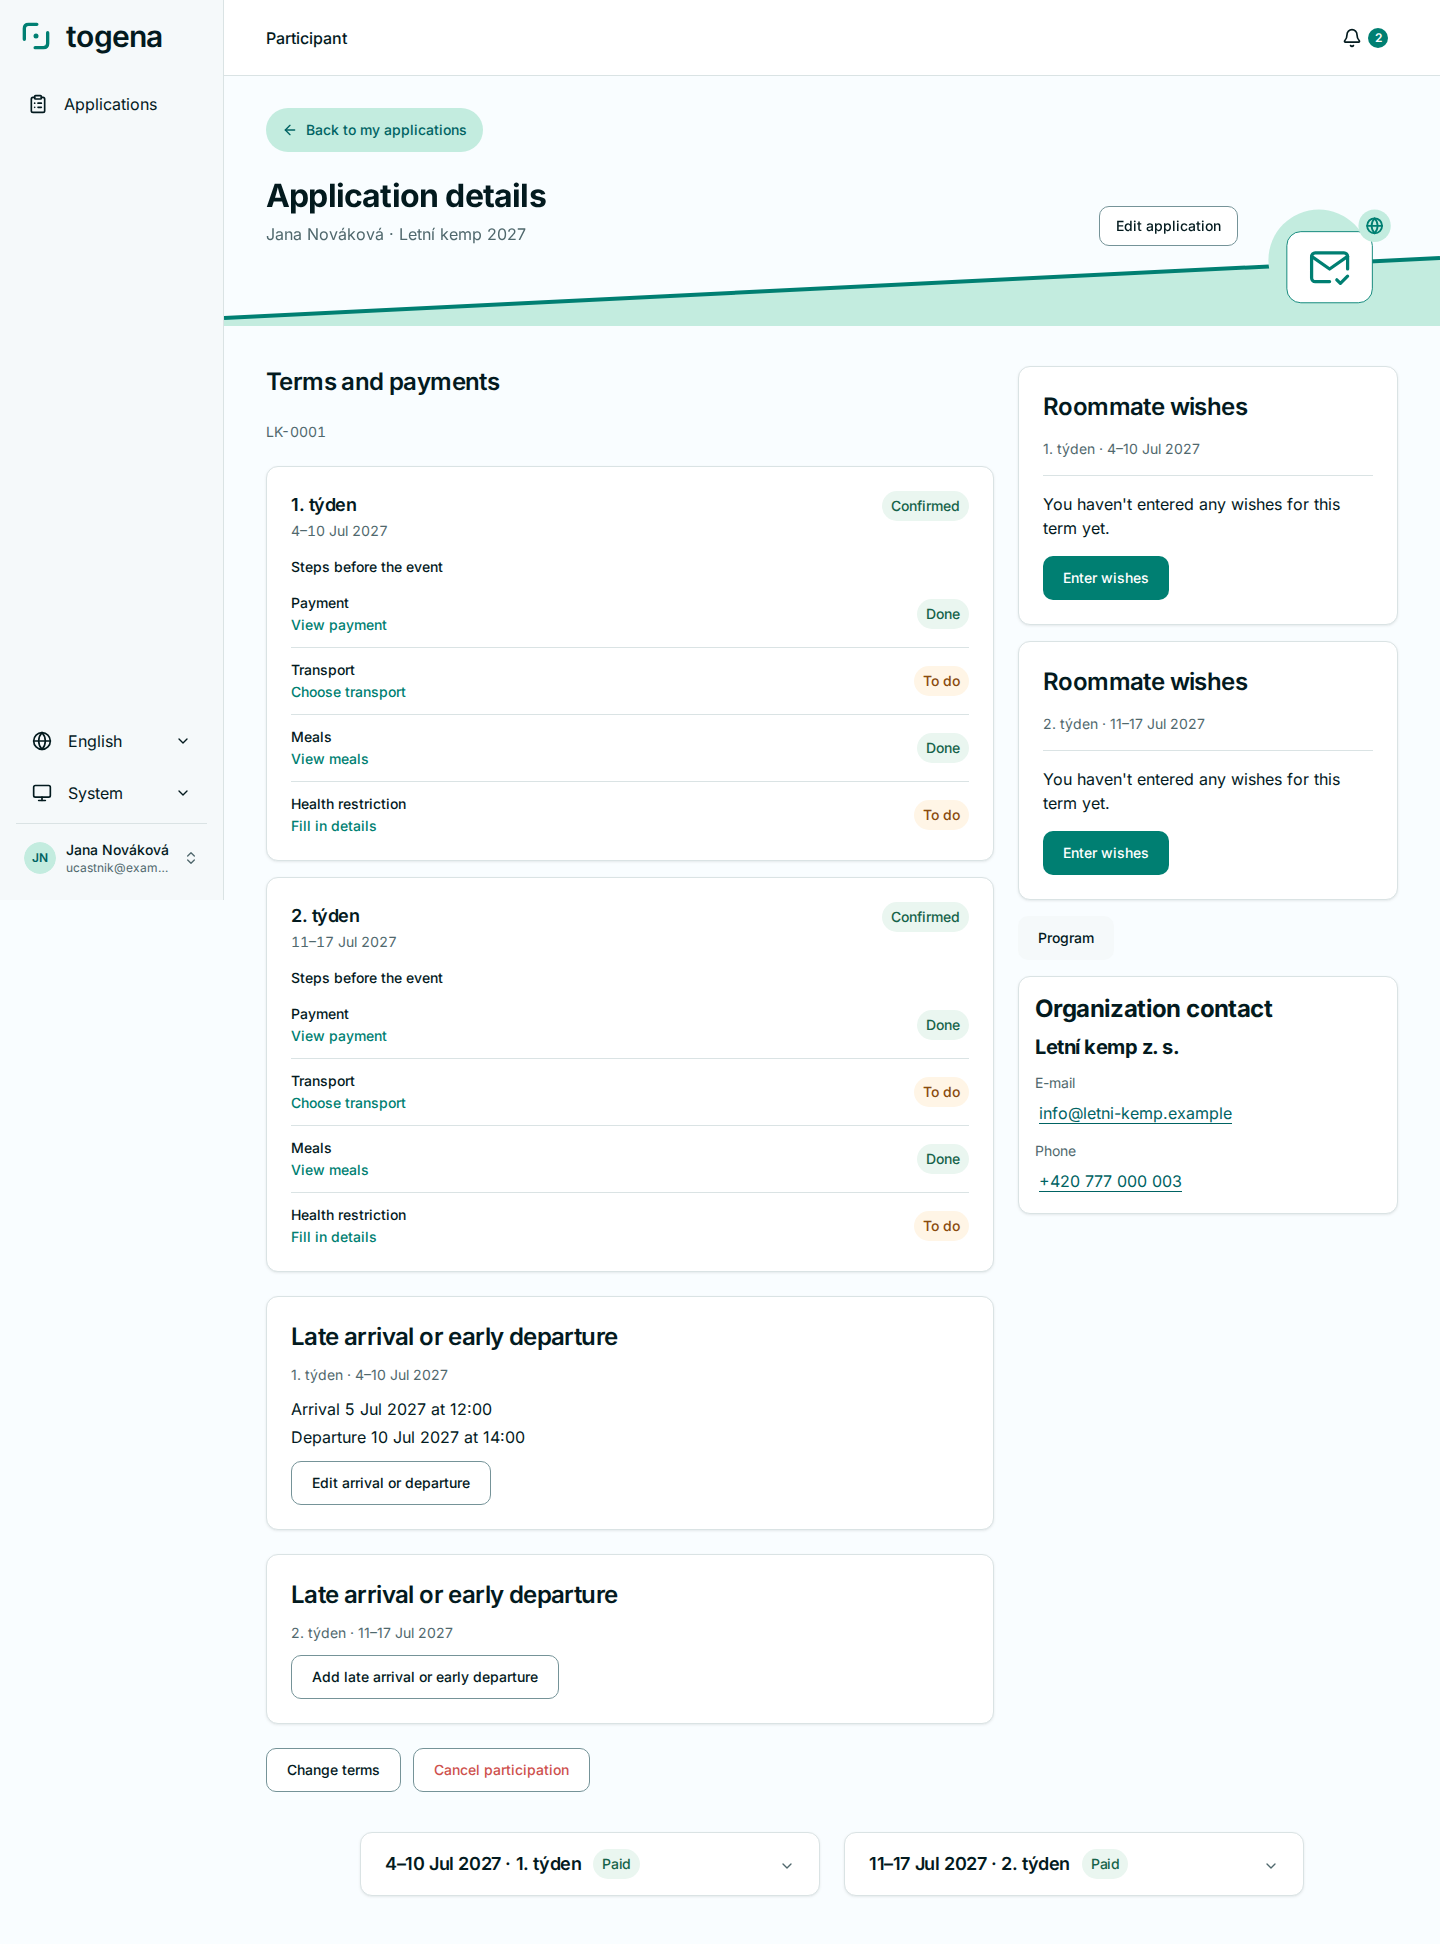 togena
Participant
2
Applications
Back to my applications
Application details
Jana Nováková · Letní kemp 2027
Edit application
Terms and payments
LK-0001
1. týden
Confirmed
4–10 Jul 2027
Steps before the event
Payment
View payment
Done
Transport
Choose transport
To do
Meals
View meals
Done
Health restriction
Fill in details
To do
2. týden
Confirmed
11–17 Jul 2027
Steps before the event
Payment
View payment
Done
Transport
Choose transport
To do
Meals
View meals
Done
Health restriction
Fill in details
To do
Late arrival or early departure
1. týden · 4–10 Jul 2027
Arrival 5 Jul 2027 at 12:00
Departure 10 Jul 2027 at 14:00
Edit arrival or departure
Late arrival or early departure
2. týden · 11–17 Jul 2027
Add late arrival or early departure
Change terms
Cancel participation
Roommate wishes
1. týden · 4–10 Jul 2027
You haven't entered any wishes for this
term yet.
Enter wishes
Roommate wishes
2. týden · 11–17 Jul 2027
You haven't entered any wishes for this
term yet.
Enter wishes
Program
Organization contact
Letní kemp z. s.
E-mail
info@letni-kemp.example
Phone
+420 777 000 003
4–10 Jul 2027 · 1. týden
Paid
11–17 Jul 2027 · 2. týden
Paid
English
System
JN
Jana Nováková
ucastnik@exam...